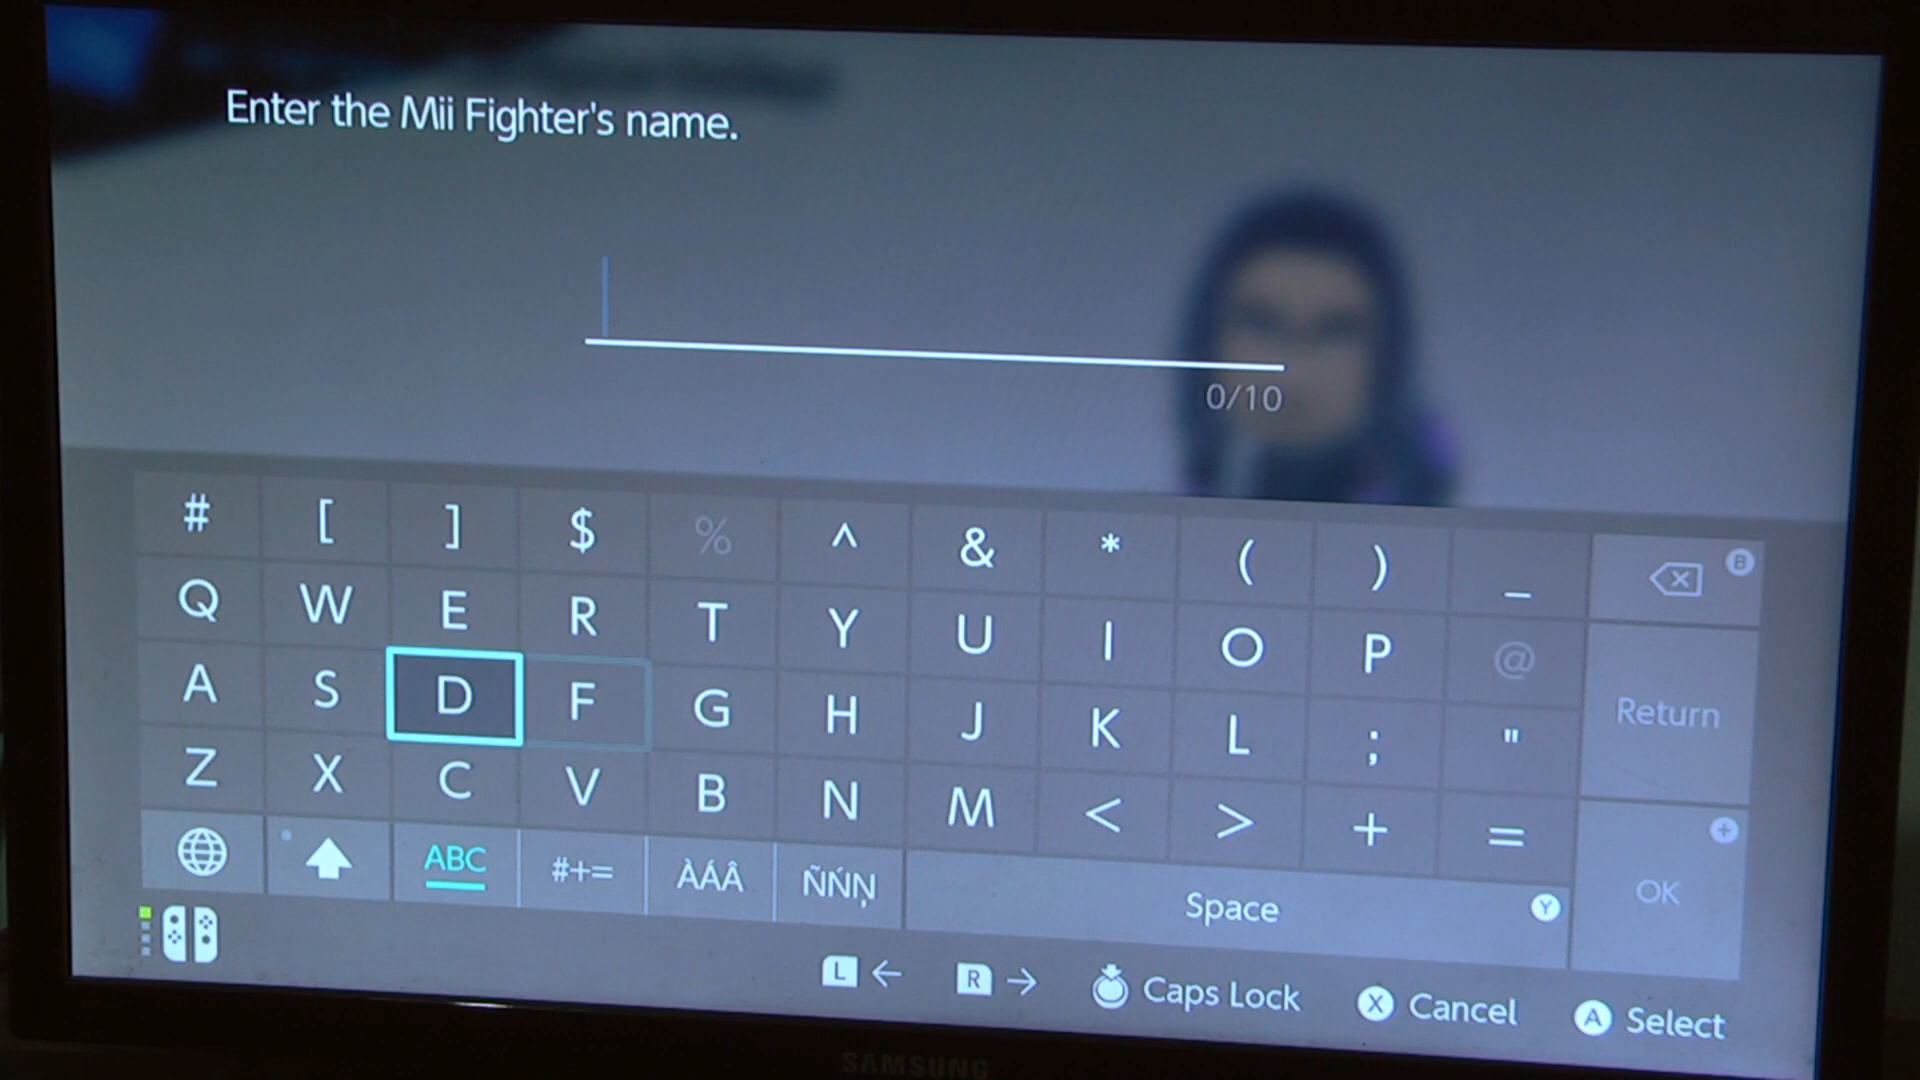 Enter the Mii Fighter's name.
0/10
# [ ] $ % ^ & * ( ) _ B
Q W E R T Y U I O P @
A S D F G H J K L ; " Return
Z X C V B N M < > + =
ABC #+= ÀÁÂ ÑŃŅ Space Y OK +
L ← R → Caps Lock X Cancel A Select
SAMSUNG